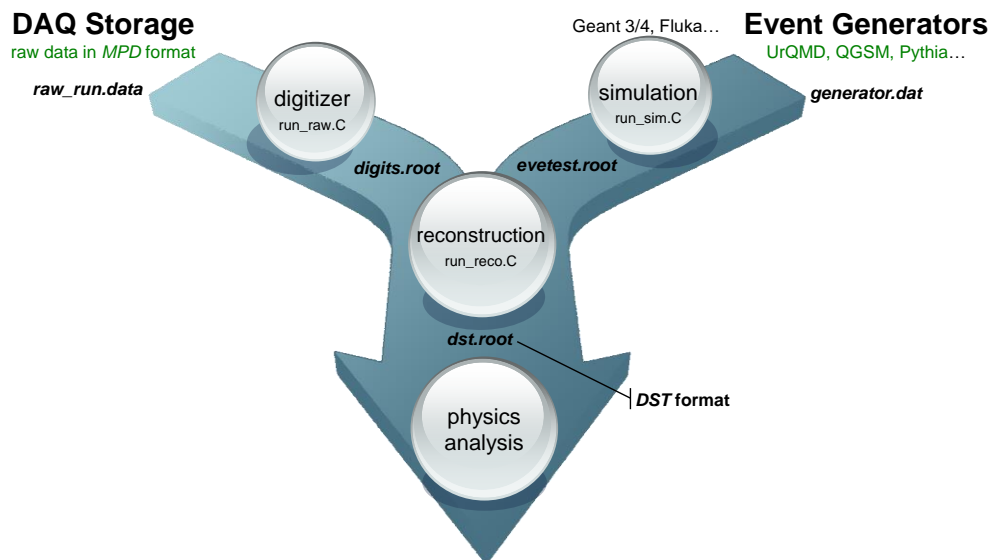 DAQ Storage
raw data in MPD format
raw_run.data
Geant 3/4, Fluka…
Event Generators
UrQMD, QGSM, Pythia…
generator.dat
digitizer
run_raw.C
simulation
run_sim.C
digits.root
evetest.root
reconstruction
run_reco.C
dst.root
DST format
physics
analysis